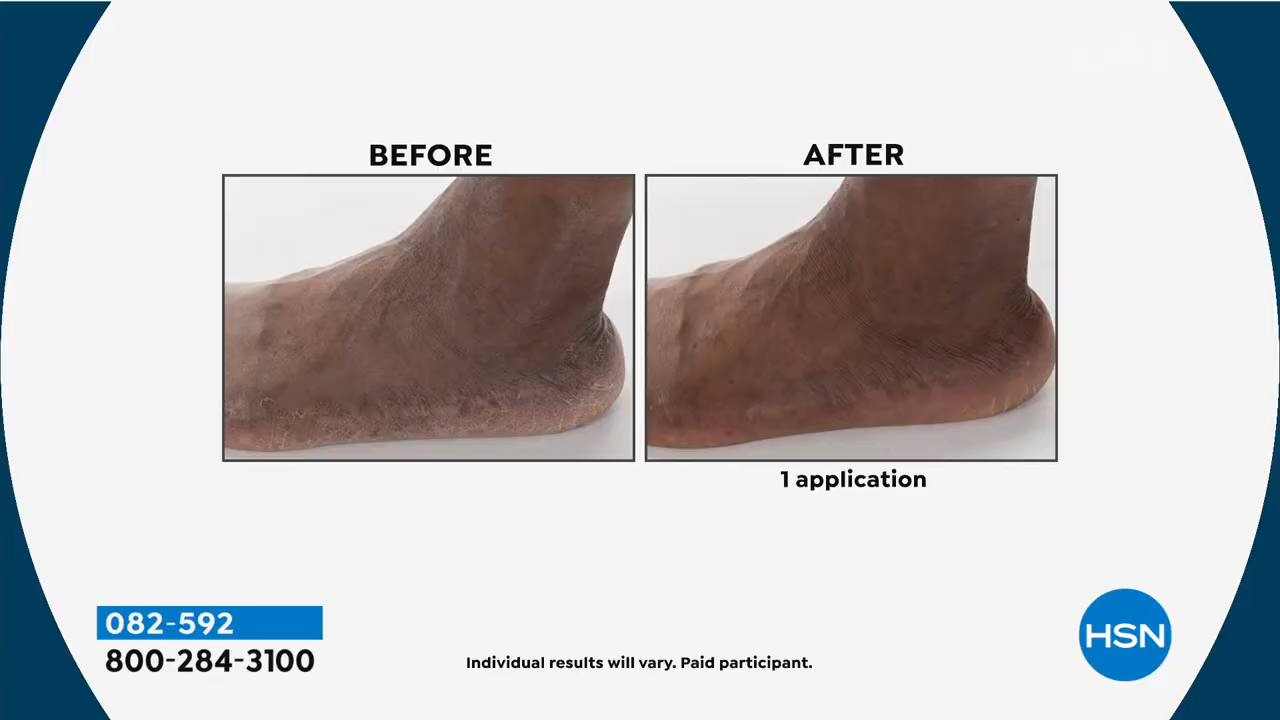 BEFORE
AFTER
1 application
082-592
800-284-3100
Individual results will vary. Paid participant.
HSN